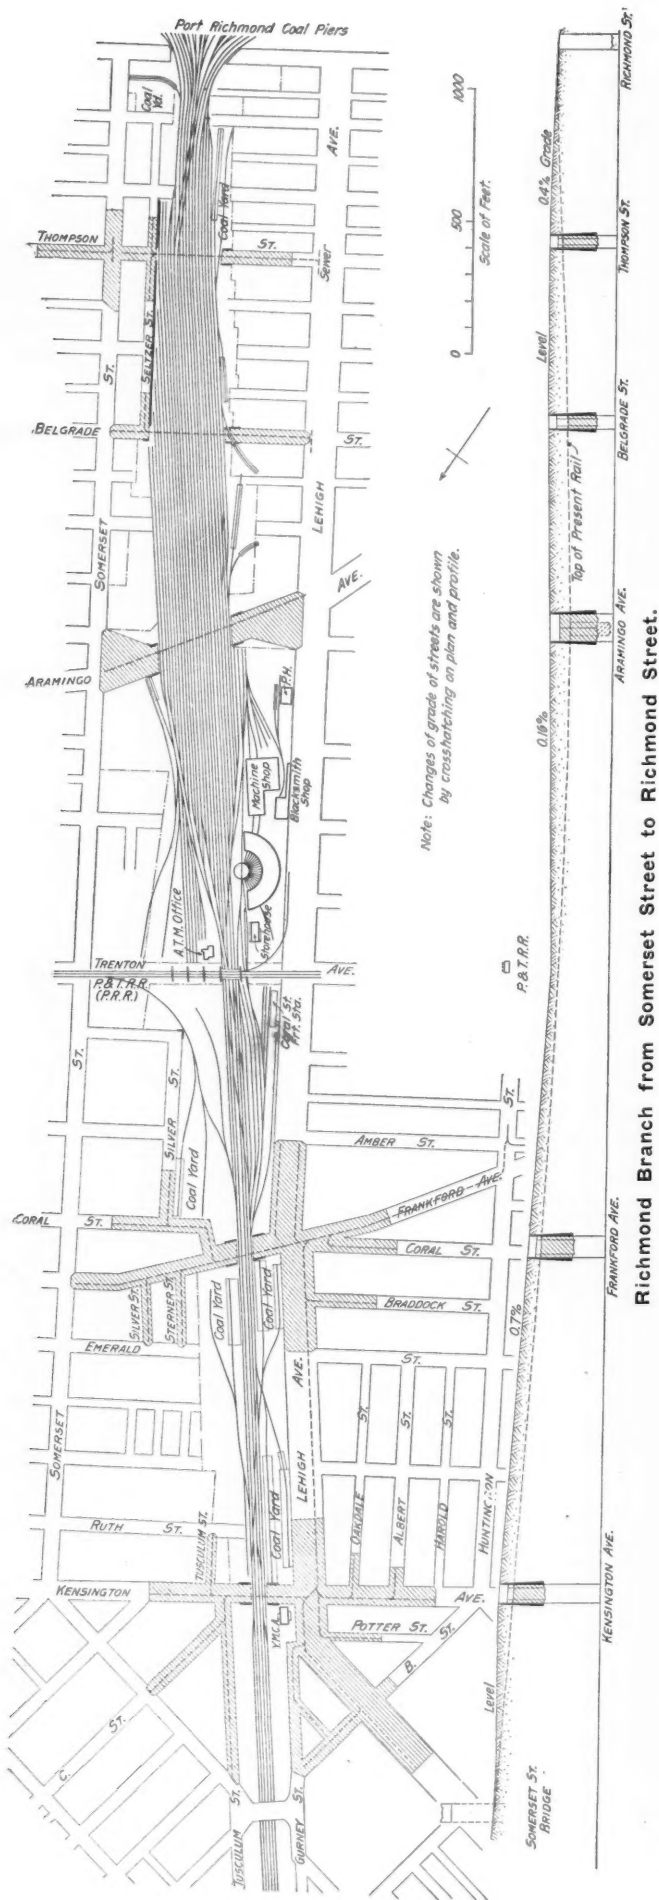 Port Richmond Coal Piers
Coal
Yd.
AVE.
1000
RICHMOND ST.
0.4% Grade
Coal Yard
THOMPSON
ST.
Sewer
500
Scale of Feet.
0
THOMPSON ST.
SELTZER ST.
ST.
Level
BELGRADE
ST.
BELGRADE ST.
Top of Present Rail
LEHIGH
SOMERSET
AVE.
Note: Changes of grade of streets are shown
by crosshatching on plan and profile.
ARAMINGO
ARAMINGO AVE.
P.H.
0.16%
Machine
Shop
Blacksmith
Shop
A.T.M. Office
Storehouse
TRENTON
AVE.
P. & T. R.R.
(P.R.R.)
P. & T. R.R.
Coral St.
Frt. Sta.
ST.
ST.
ST.
SILVER
Coal Yard
AMBER ST.
FRANKFORD AVE.
CORAL
ST.
CORAL ST.
FRANKFORD AVE.
SILVER ST.
STERNER ST.
Coal Yard
Coal Yard
BRADDOCK ST.
0.7%
EMERALD
AVE.
ST.
SOMERSET
LEHIGH
ST.
ST.
ST.
RUTH ST.
TUSCULUM ST.
Coal Yard
OAKDALE
ALBERT
HAROLD
HUNTINGDON
KENSINGTON
AVE.
KENSINGTON AVE.
Y.M.C.A.
POTTER ST.
B.
ST.
C.
ST.
Level
TUSCULUM ST.
GURNEY ST.
SOMERSET ST.
BRIDGE
Richmond Branch from Somerset Street to Richmond Street.